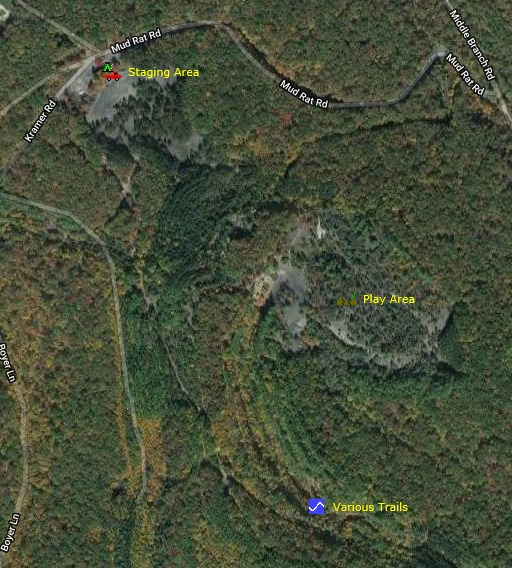 Middle Branch Rd
Mud Rat Rd
Mud Rat Rd
Staging Area
Mud Rat Rd
Kramer Rd
Play Area
Boyer Ln
Various Trails
Boyer Ln